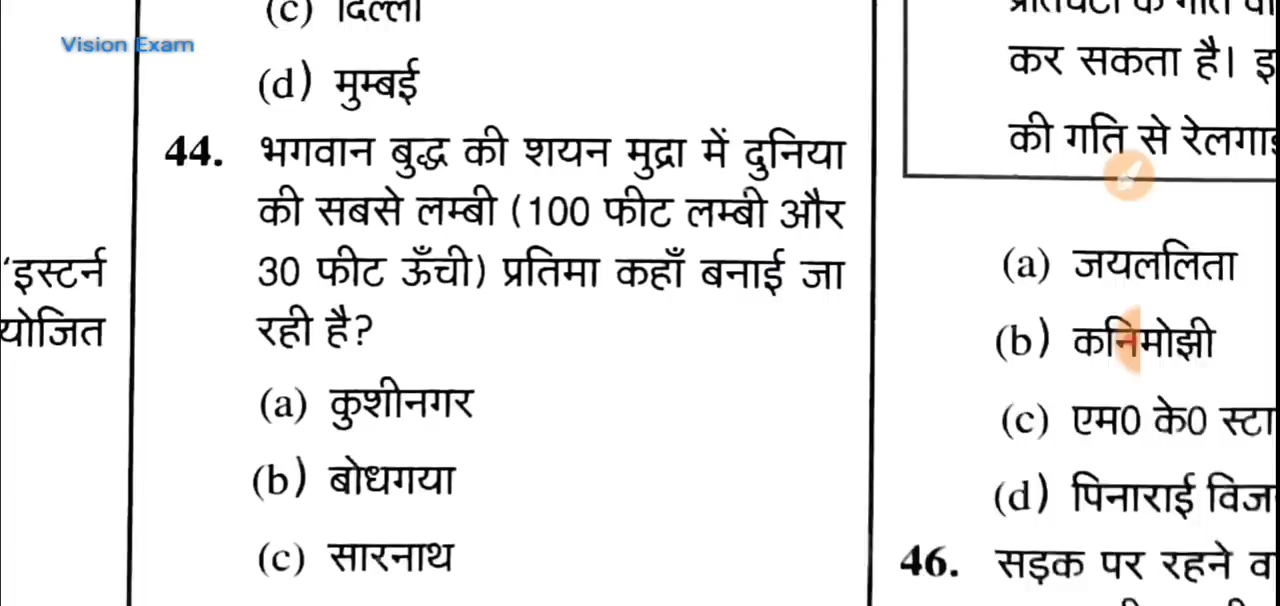 (c) दिल्ली
Vision Exam
(d) मुम्बई
44. भगवान बुद्ध की शयन मुद्रा में दुनिया
की सबसे लम्बी (100 फीट लम्बी और
30 फीट ऊँची) प्रतिमा कहाँ बनाई जा
रही है?
(a) कुशीनगर
(b) बोधगया
(c) सारनाथ
'इस्टर्न
योजित
कर सकता है। इ
की गति से रेलगाड़
(a) जयललिता
(b) कनिमोझी
(c) एम0 के0 स्टा
(d) पिनाराई विज
46. सड़क पर रहने व